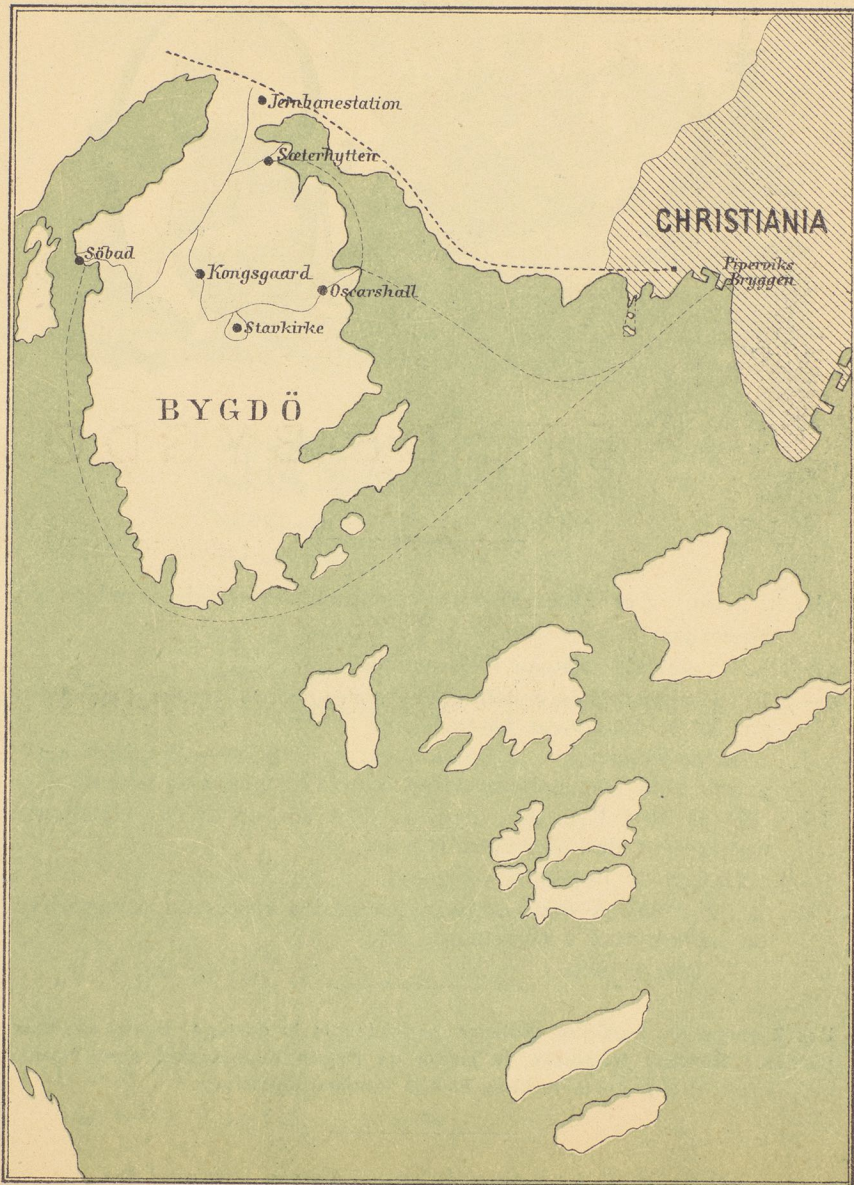 Jernbanestation
Sæterhytten
CHRISTIANIA
Söbad
Kongsgaard
Piperviks
Bryggen
Oscarshall
Stavkirke
BYGDÖ